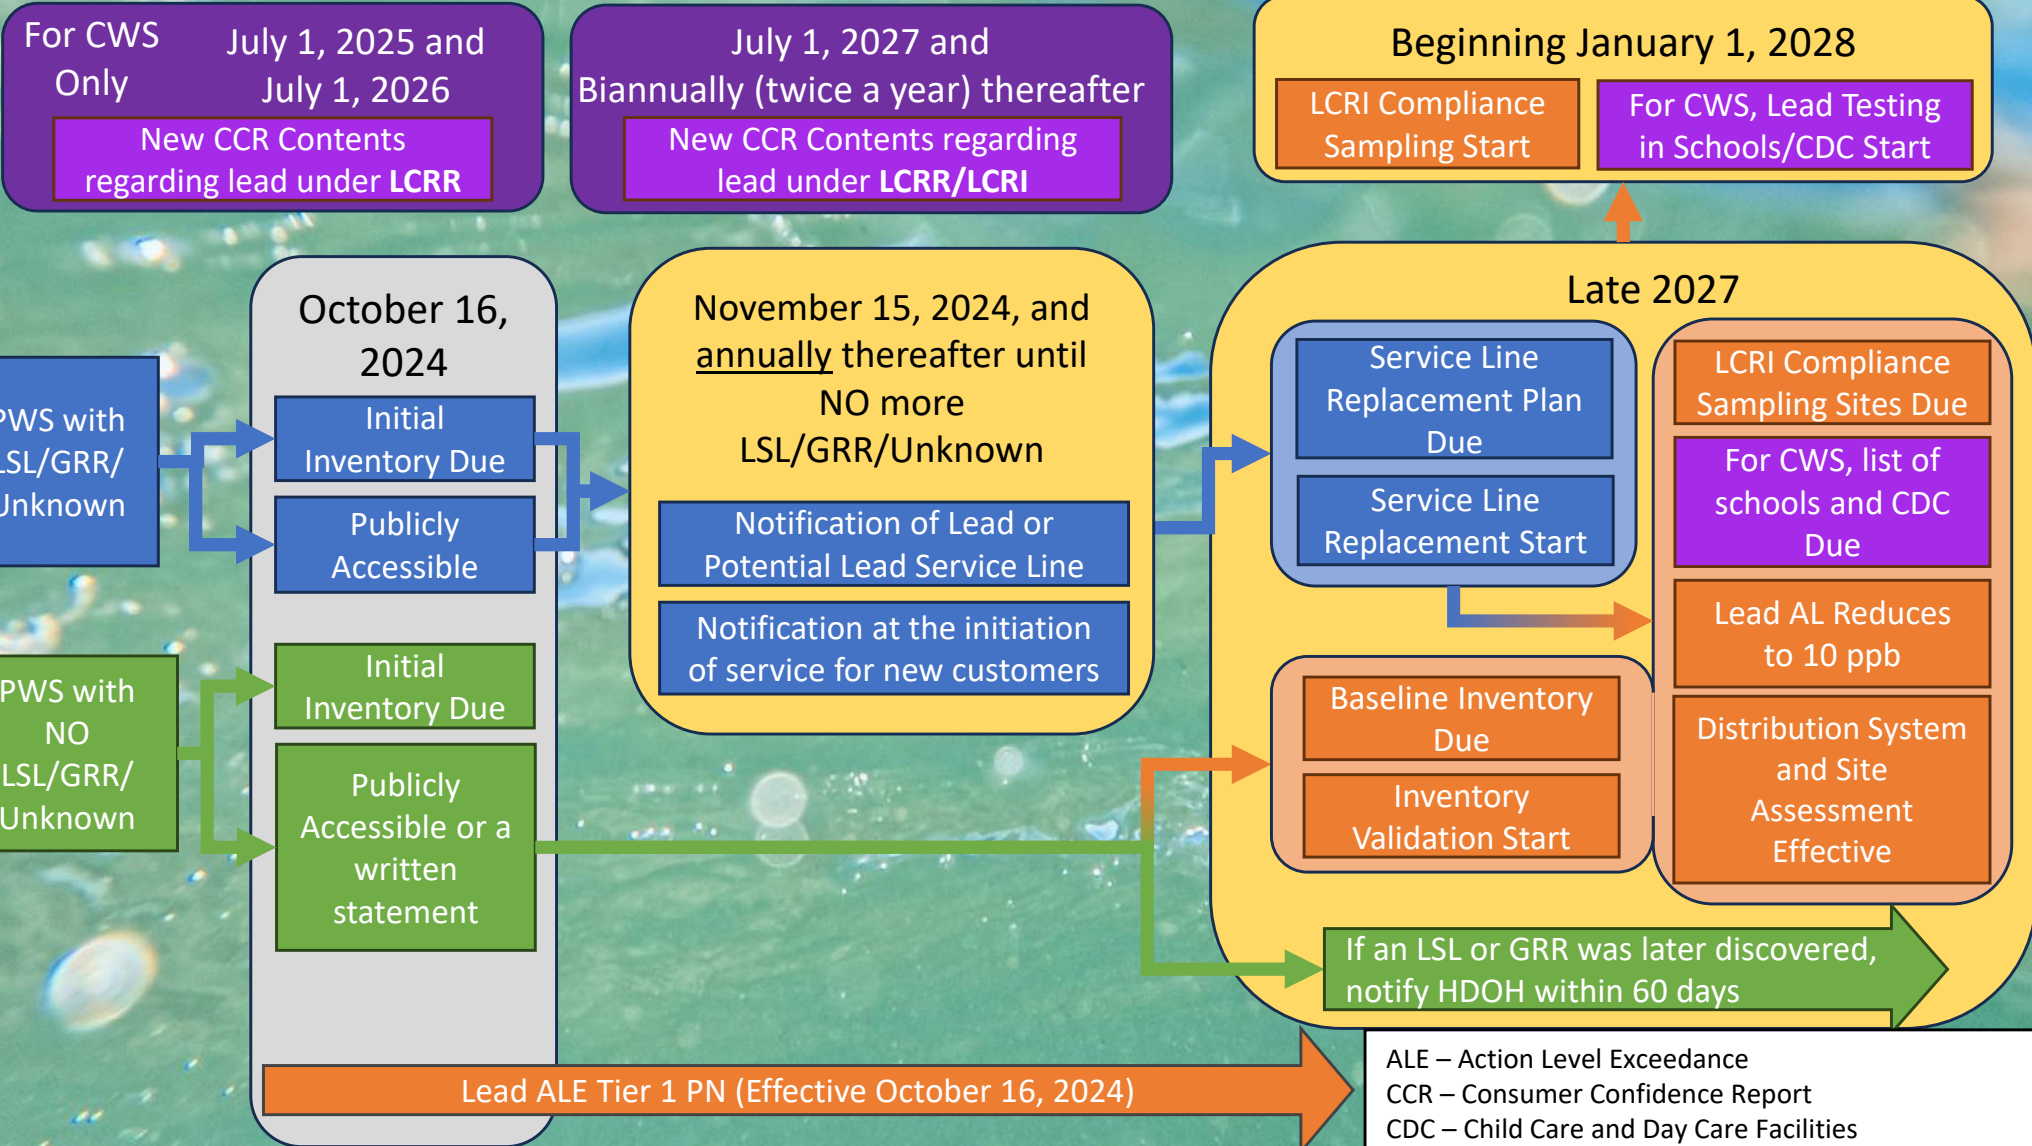 For CWS
Only
July 1, 2025 and
July 1, 2026
New CCR Contents
regarding lead under LCRR
July 1, 2027 and
Biannually (twice a year) thereafter
New CCR Contents regarding
lead under LCRR/LCRI
Beginning January 1, 2028
LCRI Compliance
Sampling Start
For CWS, Lead Testing
in Schools/CDC Start
PWS with
LSL/GRR/
Unknown
PWS with
NO
LSL/GRR/
Unknown
October 16,
2024
Initial
Inventory Due
Publicly
Accessible
Initial
Inventory Due
Publicly
Accessible or a
written
statement
November 15, 2024, and
annually thereafter until
NO more
LSL/GRR/Unknown
Notification of Lead or
Potential Lead Service Line
Notification at the initiation
of service for new customers
Late 2027
Service Line
Replacement Plan
Due
Service Line
Replacement Start
Baseline Inventory
Due
Inventory
Validation Start
LCRI Compliance
Sampling Sites Due
For CWS, list of
schools and CDC
Due
Lead AL Reduces
to 10 ppb
Distribution System
and Site
Assessment
Effective
If an LSL or GRR was later discovered,
notify HDOH within 60 days
Lead ALE Tier 1 PN (Effective October 16, 2024)
ALE – Action Level Exceedance
CCR – Consumer Confidence Report
CDC – Child Care and Day Care Facilities